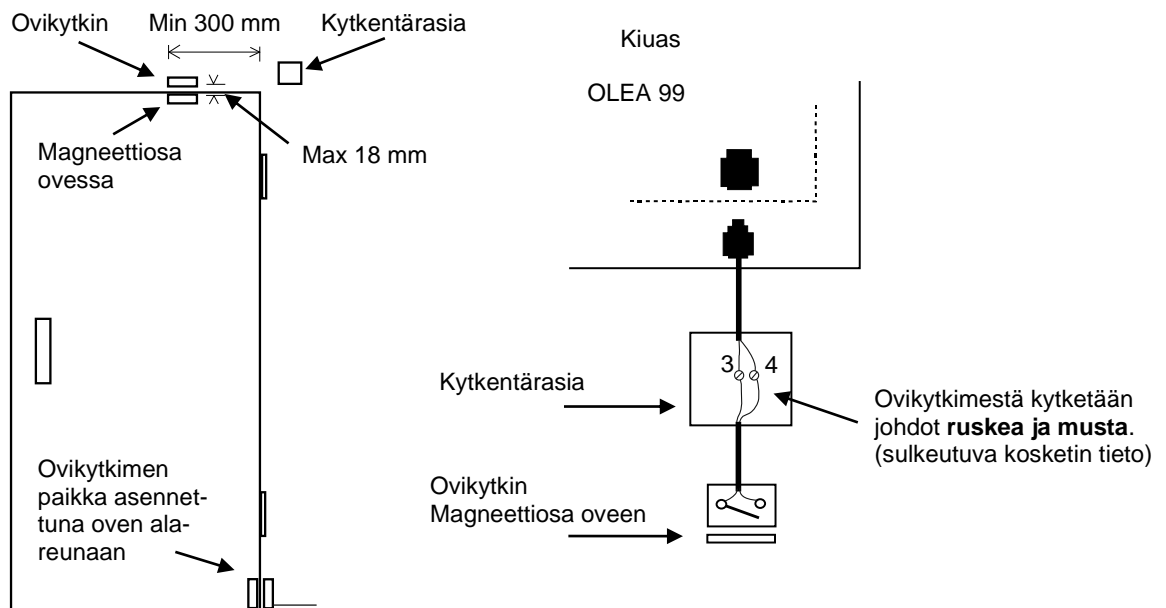 Ovikytkin
Min 300 mm
Kytkentärasia
Magneettiosa
ovessa
Max 18 mm
Ovikytkimen
paikka asennet-
tuna oven ala-
reunaan
Kiuas
OLEA 99
3 4
Kytkentärasia
Ovikytkimestä kytketään
johdot ruskea ja musta.
(sulkeutuva kosketin tieto)
Ovikytkin
Magneettiosa oveen